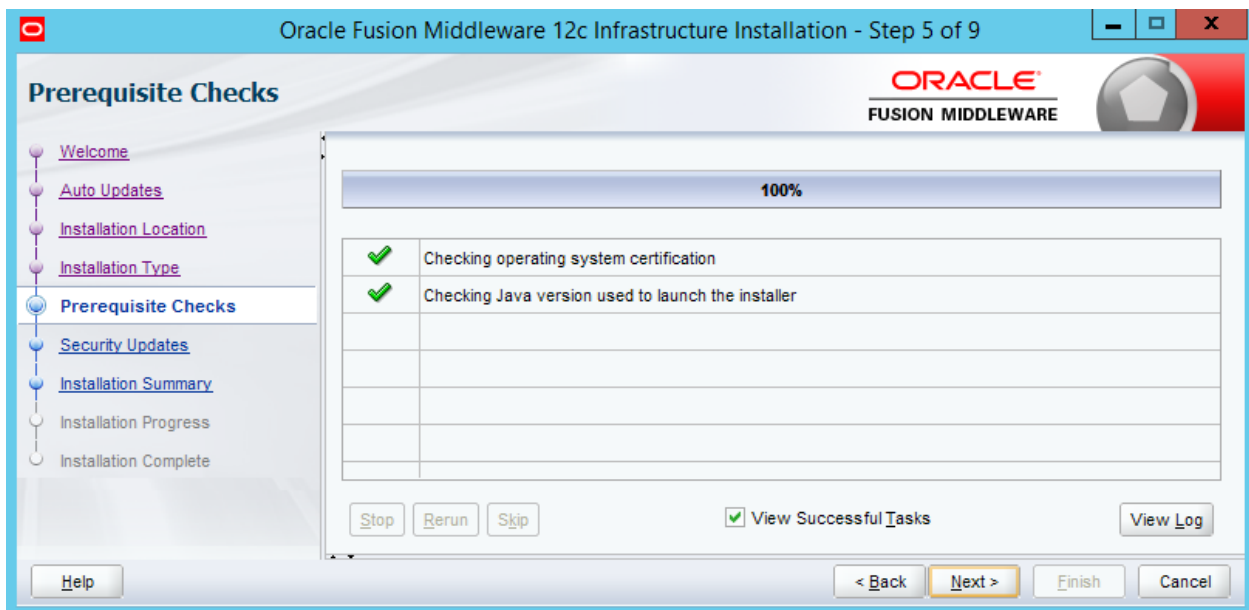 Oracle Fusion Middleware 12c Infrastructure Installation - Step 5 of 9
Prerequisite Checks
ORACLE
FUSION MIDDLEWARE
Welcome
Auto Updates
Installation Location
Installation Type
Prerequisite Checks
Security Updates
Installation Summary
Installation Progress
Installation Complete
100%
Checking operating system certification
Checking Java version used to launch the installer
Stop Rerun Skip View Successful Tasks View Log
Help < Back Next > Finish Cancel